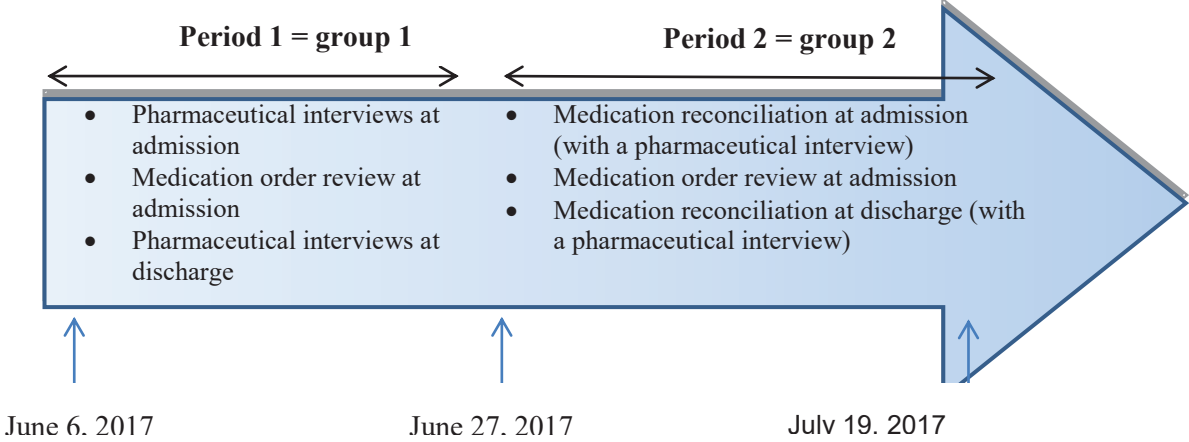 Period 1 = group 1
Period 2 = group 2
• Pharmaceutical interviews at
admission
• Medication order review at
admission
• Pharmaceutical interviews at
discharge
• Medication reconciliation at admission
(with a pharmaceutical interview)
• Medication order review at admission
• Medication reconciliation at discharge (with
a pharmaceutical interview)
June 6, 2017
June 27, 2017
July 19, 2017